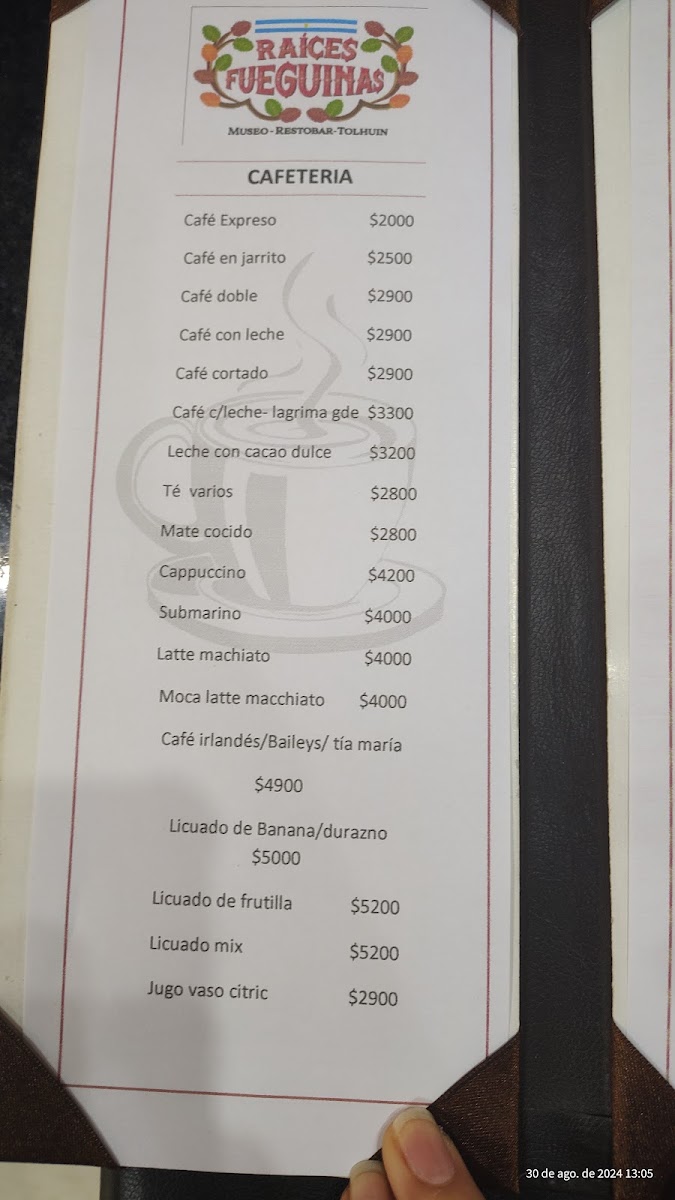 RAÍCES
FUEGUINAS
MUSEO-RESTOBAR-TOLHUIN
CAFETERIA
Café Expreso $2000
Café en jarrito $2500
Café doble $2900
Café con leche $2900
Café cortado $2900
Café c/leche- lagrima gde $3300
Leche con cacao dulce $3200
Té varios $2800
Mate cocido $2800
Cappuccino $4200
Submarino $4000
Latte machiato $4000
Moca latte macchiato $4000
Café irlandés/Baileys/ tía maría
$4900
Licuado de Banana/durazno
$5000
Licuado de frutilla $5200
Licuado mix $5200
Jugo vaso citric $2900
30 de ago. de 2024 13:05